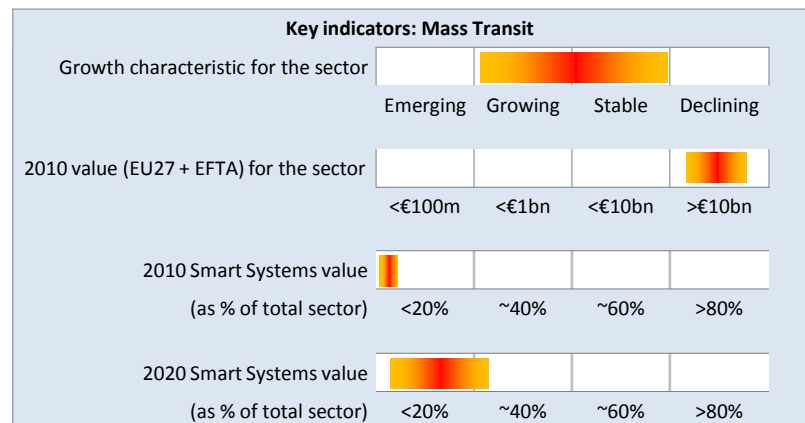 Key indicators: Mass Transit
Growth characteristic for the sector
Emerging Growing Stable Declining
2010 value (EU27 + EFTA) for the sector
<€100m <€1bn <€10bn >€10bn
2010 Smart Systems value
(as % of total sector) <20% ~40% ~60% >80%
2020 Smart Systems value
(as % of total sector) <20% ~40% ~60% >80%